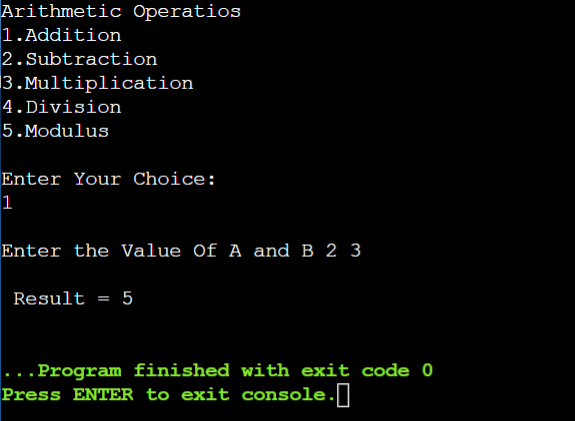 Arithmetic Operatios
1.Addition
2.Subtraction
3.Multiplication
4.Division
5.Modulus
Enter Your Choice:
1
Enter the Value Of A and B 2 3
Result = 5
...Program finished with exit code 0
Press ENTER to exit console.